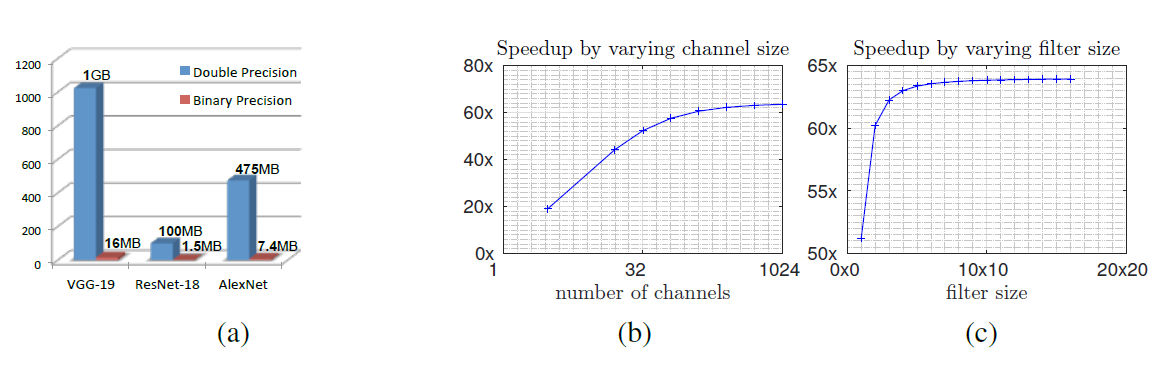 1200
1000
800
600
400
200
0
1GB
Double Precision
Binary Precision
475MB
100MB
16MB
1.5MB
7.4MB
VGG-19 ResNet-18 AlexNet
(a)
Speedup by varying channel size
80x
60x
40x
20x
0x
1 32 1024
number of channels
(b)
Speedup by varying filter size
65x
60x
55x
50x
0x0 10x10 20x20
filter size
(c)